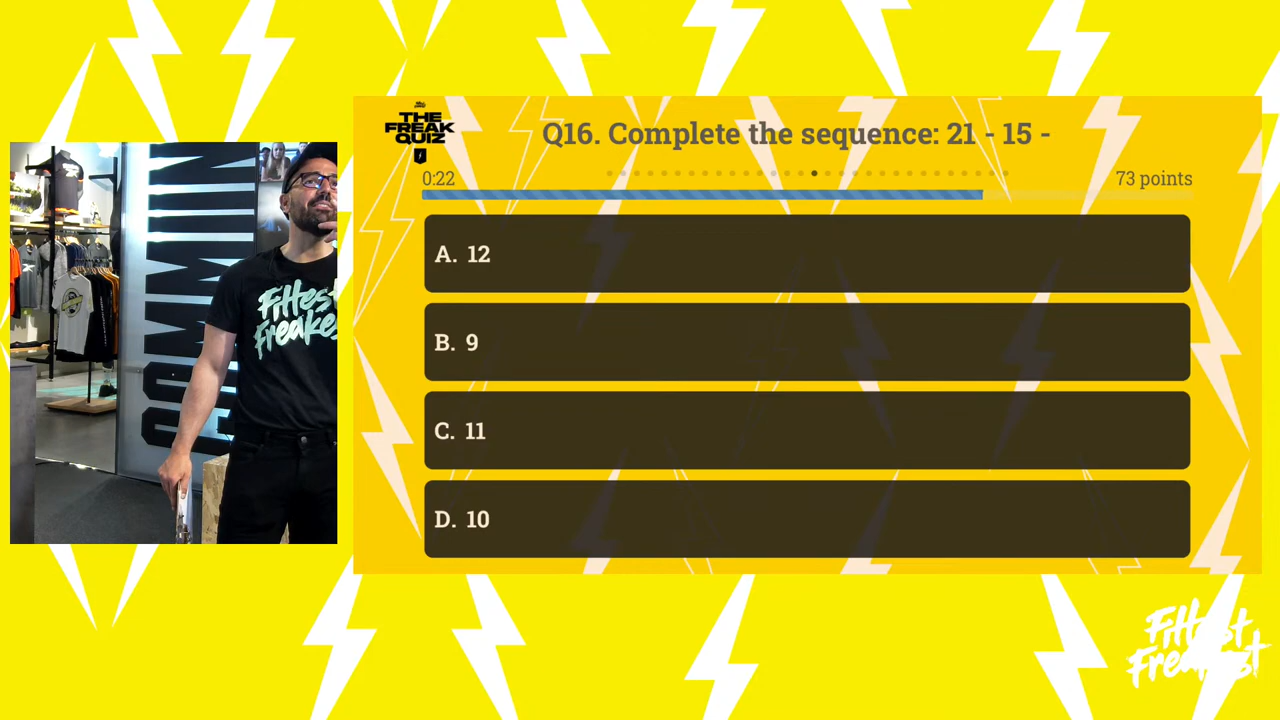 THE
FREAK
QUIZ
Q16. Complete the sequence: 21 - 15 -
0:22
73 points
A. 12
B. 9
C. 11
D. 10
COMMIN
Fittest
Freakest
Fittest
Freakest